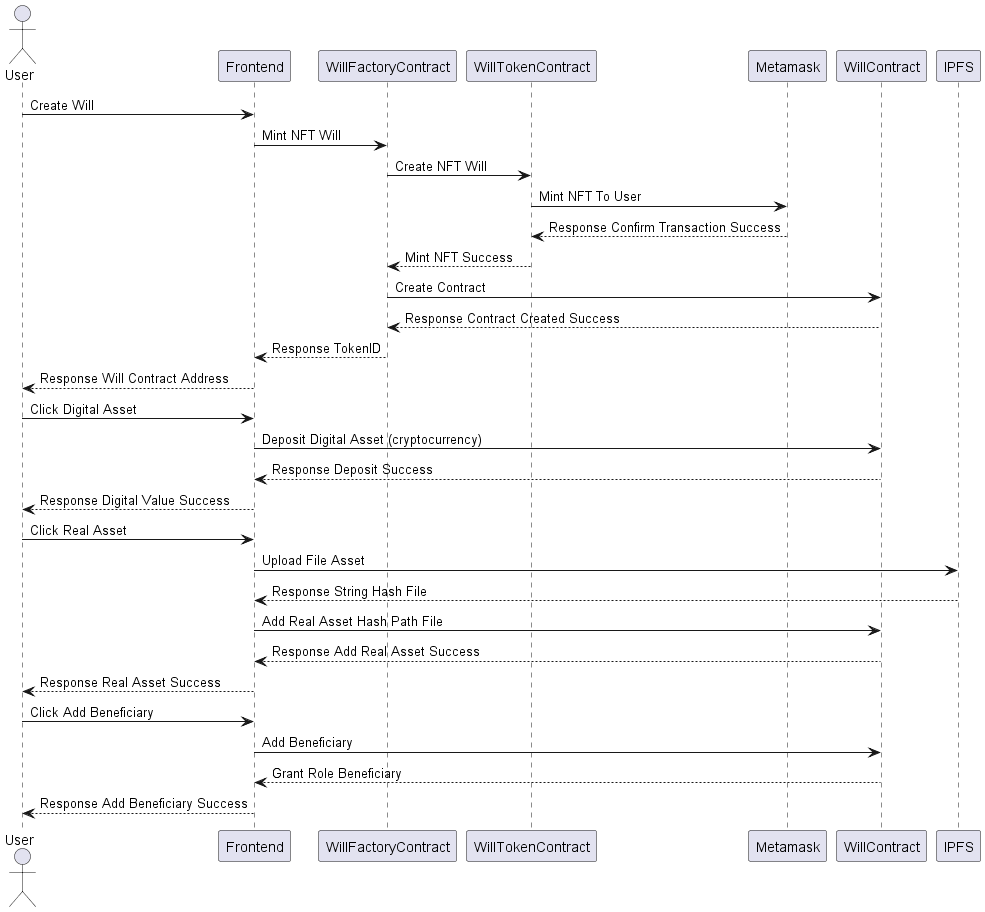 User
Frontend
WillFactoryContract
WillTokenContract
Metamask
WillContract
IPFS
Create Will
Mint NFT Will
Create NFT Will
Mint NFT To User
Response Confirm Transaction Success
Mint NFT Success
Create Contract
Response Contract Created Success
Response TokenID
Response Will Contract Address
Click Digital Asset
Deposit Digital Asset (cryptocurrency)
Response Deposit Success
Response Digital Value Success
Click Real Asset
Upload File Asset
Response String Hash File
Add Real Asset Hash Path File
Response Add Real Asset Success
Response Real Asset Success
Click Add Beneficiary
Add Beneficiary
Grant Role Beneficiary
Response Add Beneficiary Success
User
Frontend
WillFactoryContract
WillTokenContract
Metamask
WillContract
IPFS